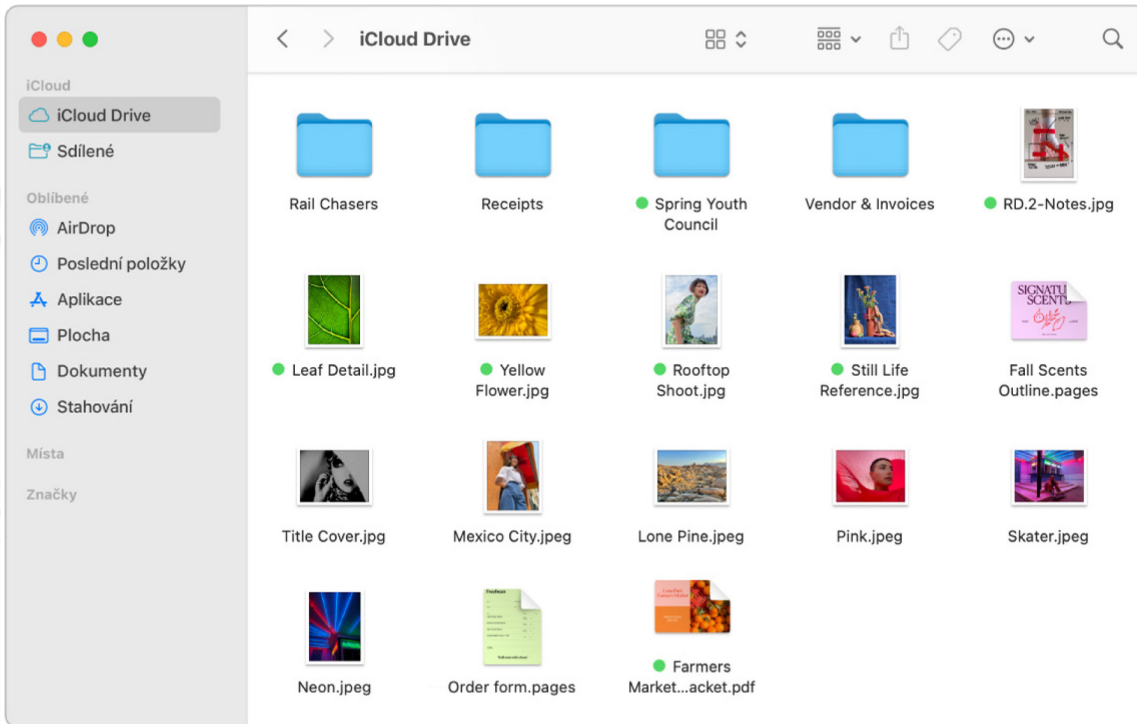 iCloud Drive
iCloud
iCloud Drive
Sdílené
Oblíbené
AirDrop
Poslední položky
Aplikace
Plocha
Dokumenty
Stahování
Místa
Značky
Rail Chasers
Receipts
Spring Youth
Council
Vendor & Invoices
RD.2-Notes.jpg
Leaf Detail.jpg
Yellow
Flower.jpg
Rooftop
Shoot.jpg
Still Life
Reference.jpg
SIGNATU
SCENTS
Fall Scents
Outline.pages
Title Cover.jpg
Mexico City.jpeg
Lone Pine.jpeg
Pink.jpeg
Skater.jpeg
Neon.jpeg
Order form.pages
Farmers
Market...acket.pdf